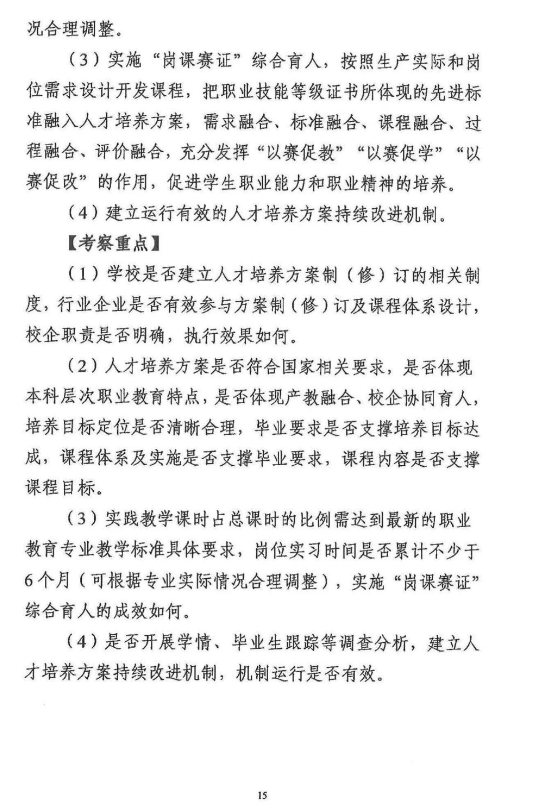 况合理调整。
（3）实施“岗课赛证”综合育人，按照生产实际和岗
位需求设计开发课程，把职业技能等级证书所体现的先进标
准融入人才培养方案，需求融合、标准融合、课程融合、过
程融合、评价融合，充分发挥“以赛促教”“以赛促学”“以
赛促改”的作用，促进学生职业能力和职业精神的培养。
（4）建立运行有效的人才培养方案持续改进机制。
【考察重点】
（1）学校是否建立人才培养方案制（修）订的相关制
度，行业企业是否有效参与方案制（修）订及课程体系设计，
校企职责是否明确，执行效果如何。
（2）人才培养方案是否符合国家相关要求，是否体现
本科层次职业教育特点，是否体现产教融合、校企协同育人，
培养目标定位是否清晰合理，毕业要求是否支撑培养目标达
成，课程体系及实施是否支撑毕业要求，课程内容是否支撑
课程目标。
（3）实践教学课时占总课时的比例需达到最新的职业
教育专业教学标准具体要求，岗位实习时间是否累计不少于
6个月（可根据专业实际情况合理调整），实施“岗课赛证”
综合育人的成效如何。
（4）是否开展学情、毕业生跟踪等调查分析，建立人
才培养方案持续改进机制，机制运行是否有效。
15